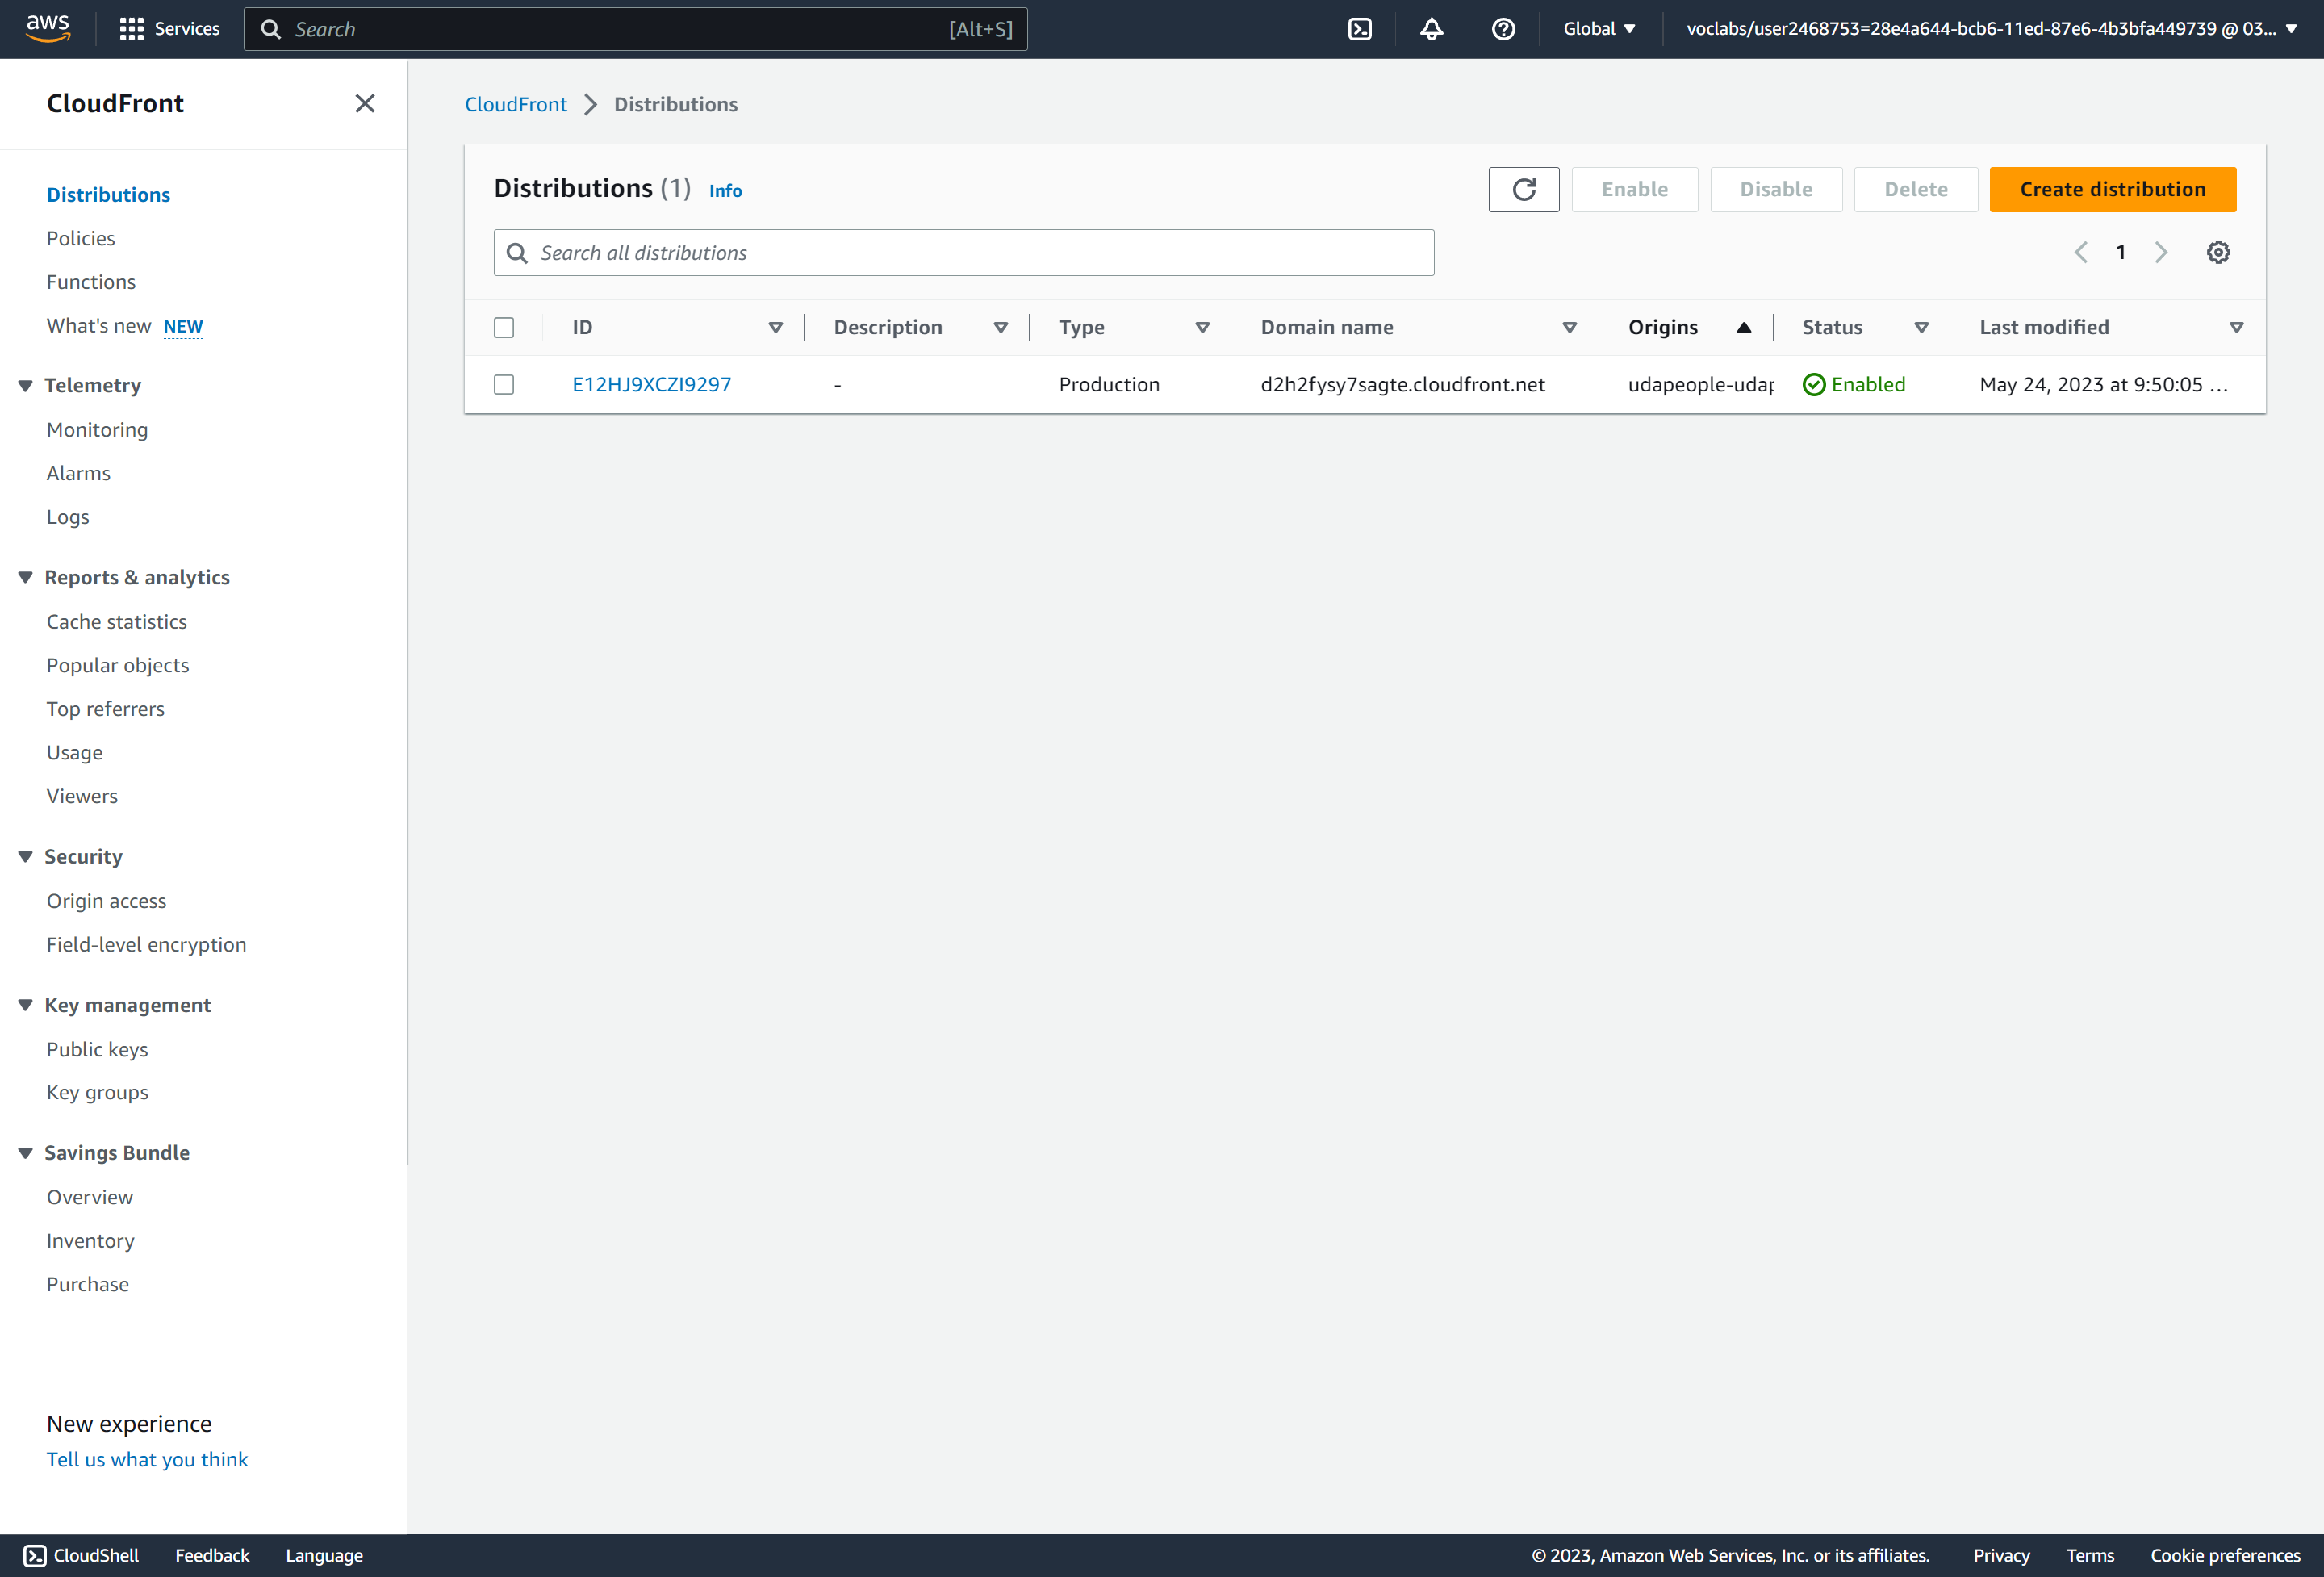 aws Services Search [Alt+S] Global voclabs/user2468753=28e4a644-bcb6-11ed-87e6-4b3bfa449739 @ 03...
CloudFront
Distributions
Policies
Functions
What's new NEW
Telemetry
Monitoring
Alarms
Logs
Reports & analytics
Cache statistics
Popular objects
Top referrers
Usage
Viewers
Security
Origin access
Field-level encryption
Key management
Public keys
Key groups
Savings Bundle
Overview
Inventory
Purchase
New experience
Tell us what you think
CloudFront Distributions
Distributions (1) Info Enable Disable Delete Create distribution
Search all distributions 1
ID Description Type Domain name Origins Status Last modified
E12HJ9XCZI9297 - Production d2h2fysy7sagte.cloudfront.net udapeople-udap Enabled May 24, 2023 at 9:50:05 ...
CloudShell Feedback Language © 2023, Amazon Web Services, Inc. or its affiliates. Privacy Terms Cookie preferences